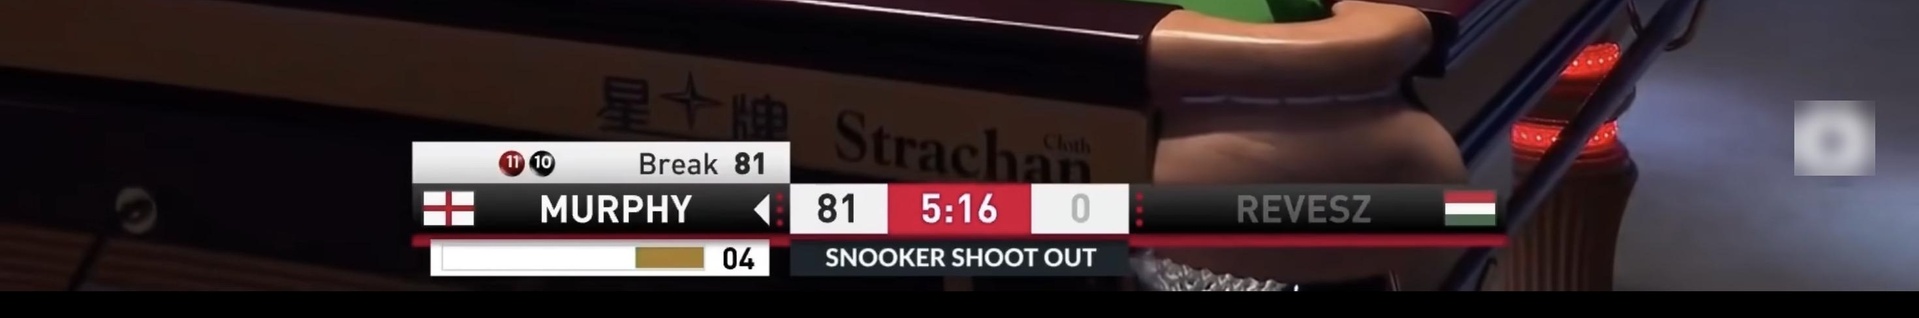 星牌
Strachan
Cloth
11 10 Break 81
MURPHY 81 5:16 0 REVESZ
04 SNOOKER SHOOT OUT